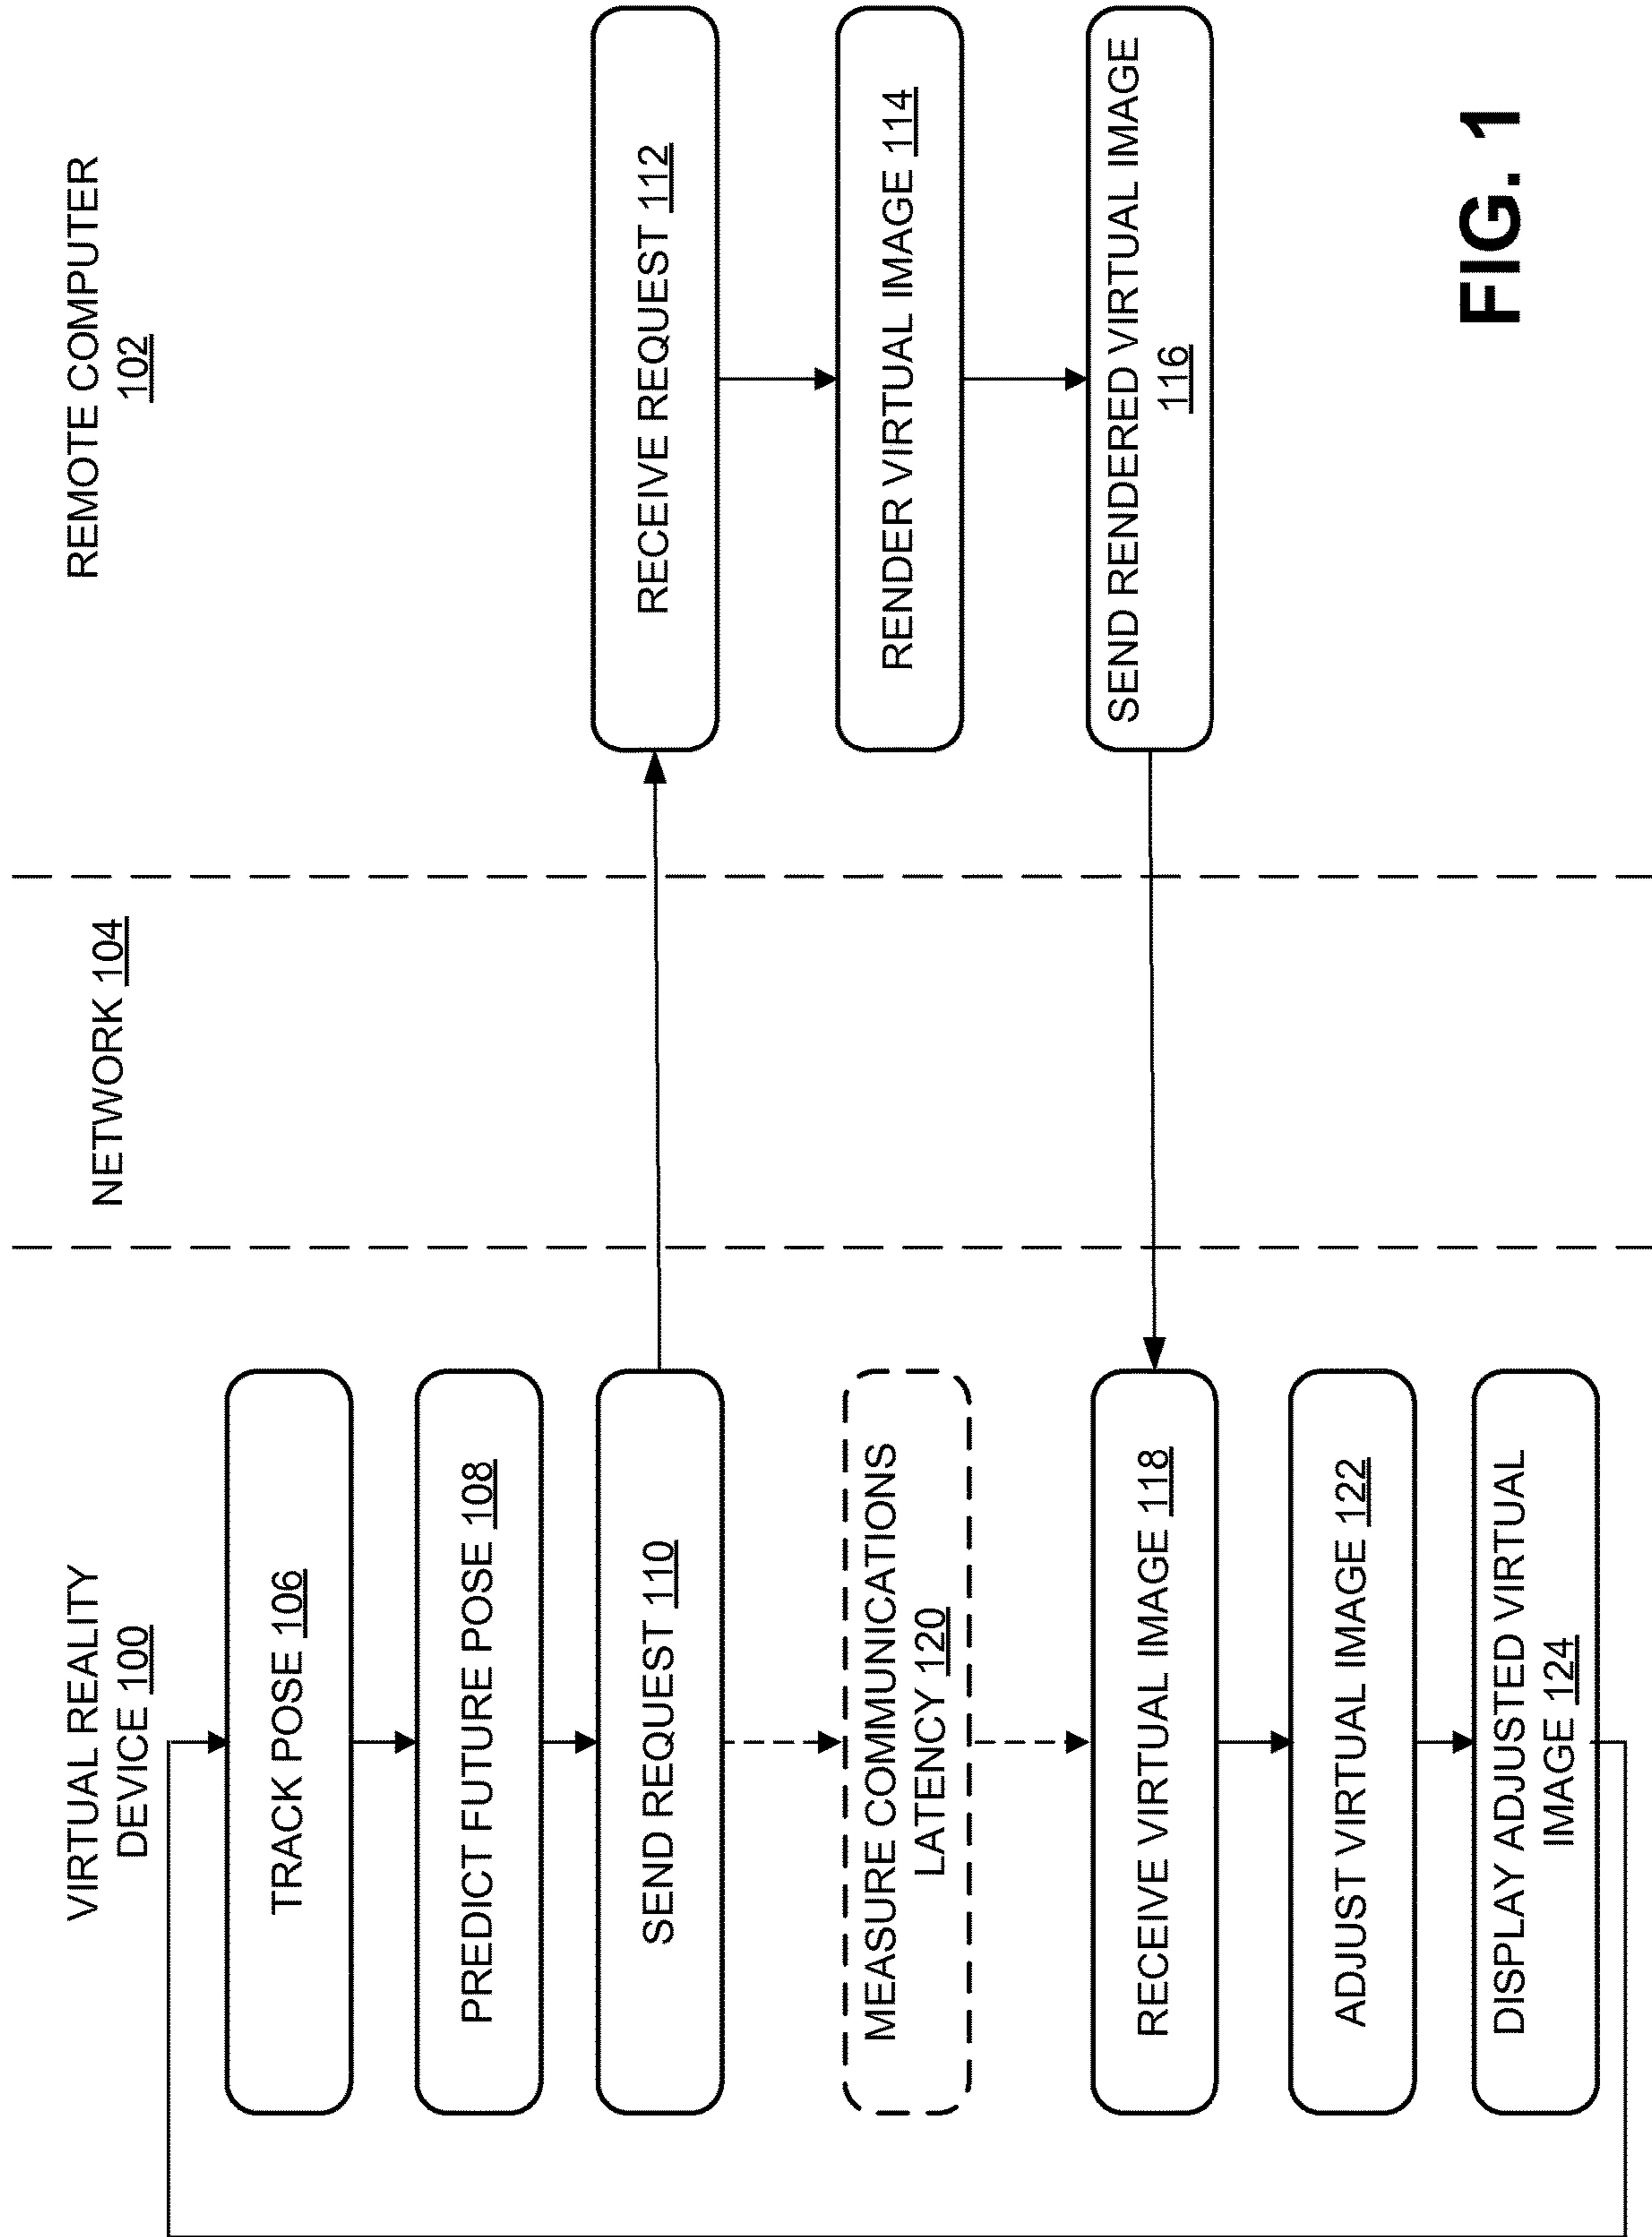 VIRTUAL REALITY
DEVICE 100
NETWORK 104
REMOTE COMPUTER
102
TRACK POSE 106
PREDICT FUTURE POSE 108
SEND REQUEST 110
RECEIVE REQUEST 112
RENDER VIRTUAL IMAGE 114
SEND RENDERED VIRTUAL IMAGE
116
MEASURE COMMUNICATIONS
LATENCY 120
RECEIVE VIRTUAL IMAGE 118
ADJUST VIRTUAL IMAGE 122
DISPLAY ADJUSTED VIRTUAL
IMAGE 124
FIG. 1